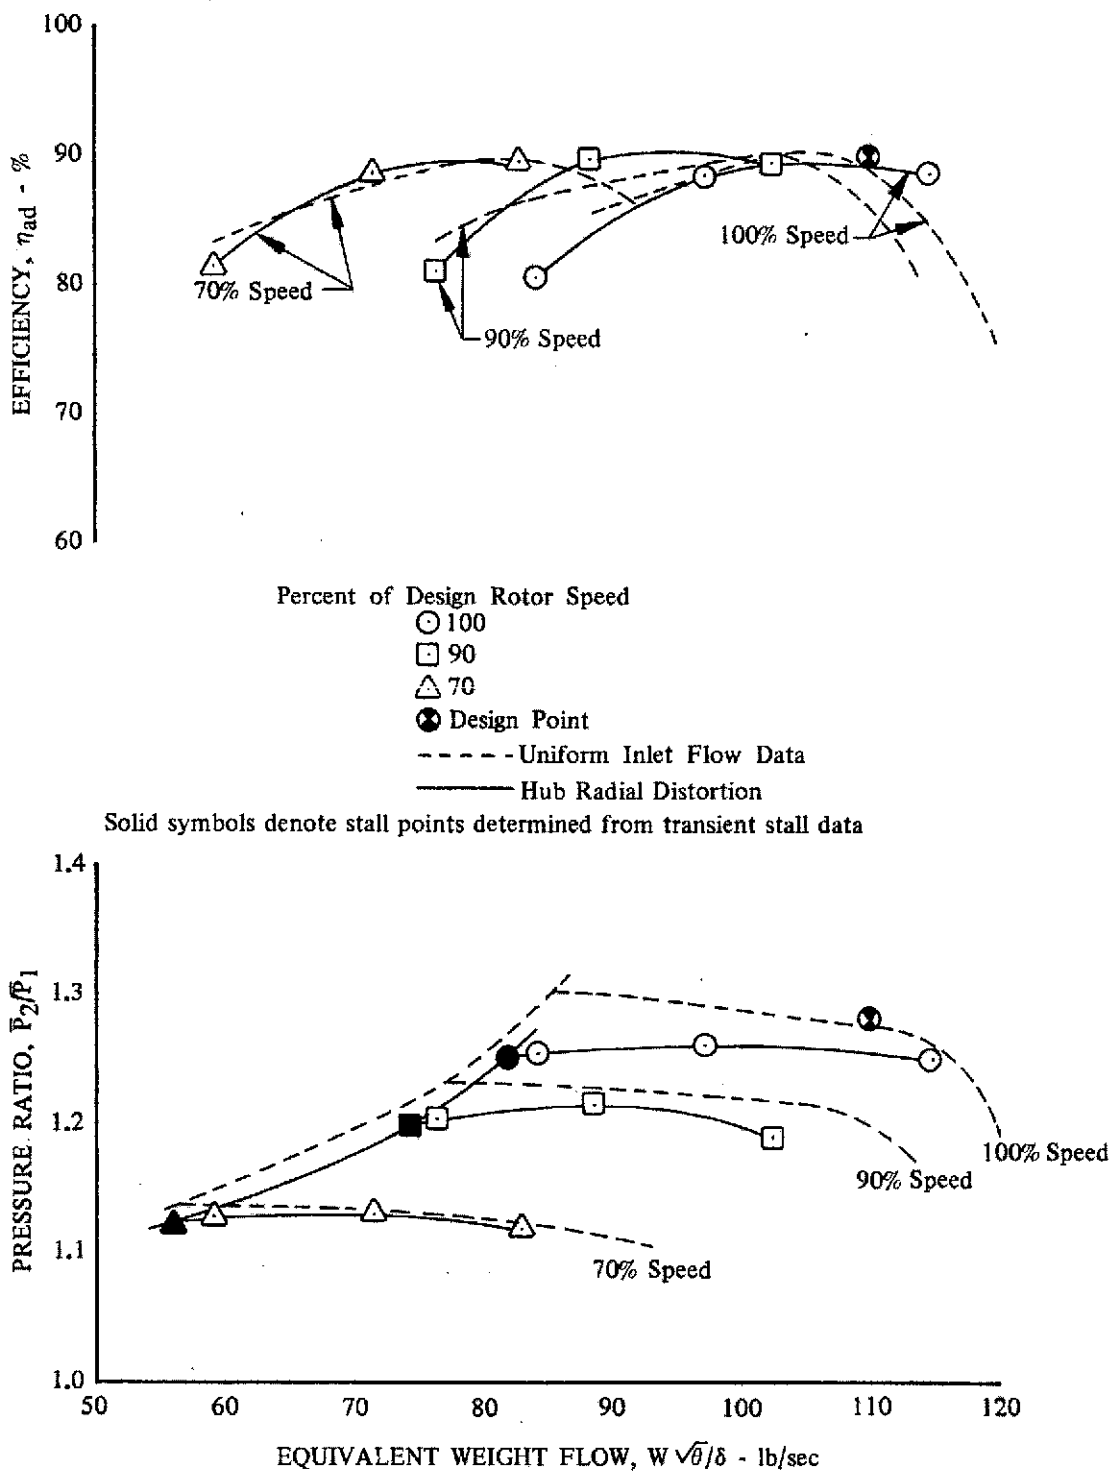 100
90
80
70
60
EFFICIENCY, ηad - %
70% Speed
90% Speed
100% Speed
Percent of Design Rotor Speed
100
90
70
Design Point
Uniform Inlet Flow Data
Hub Radial Distortion
Solid symbols denote stall points determined from transient stall data
1.4
1.3
1.2
1.1
1.0
PRESSURE RATIO, P̅2/P̅1
100% Speed
90% Speed
70% Speed
50 60 70 80 90 100 110 120
EQUIVALENT WEIGHT FLOW, W √θ̅/δ - lb/sec